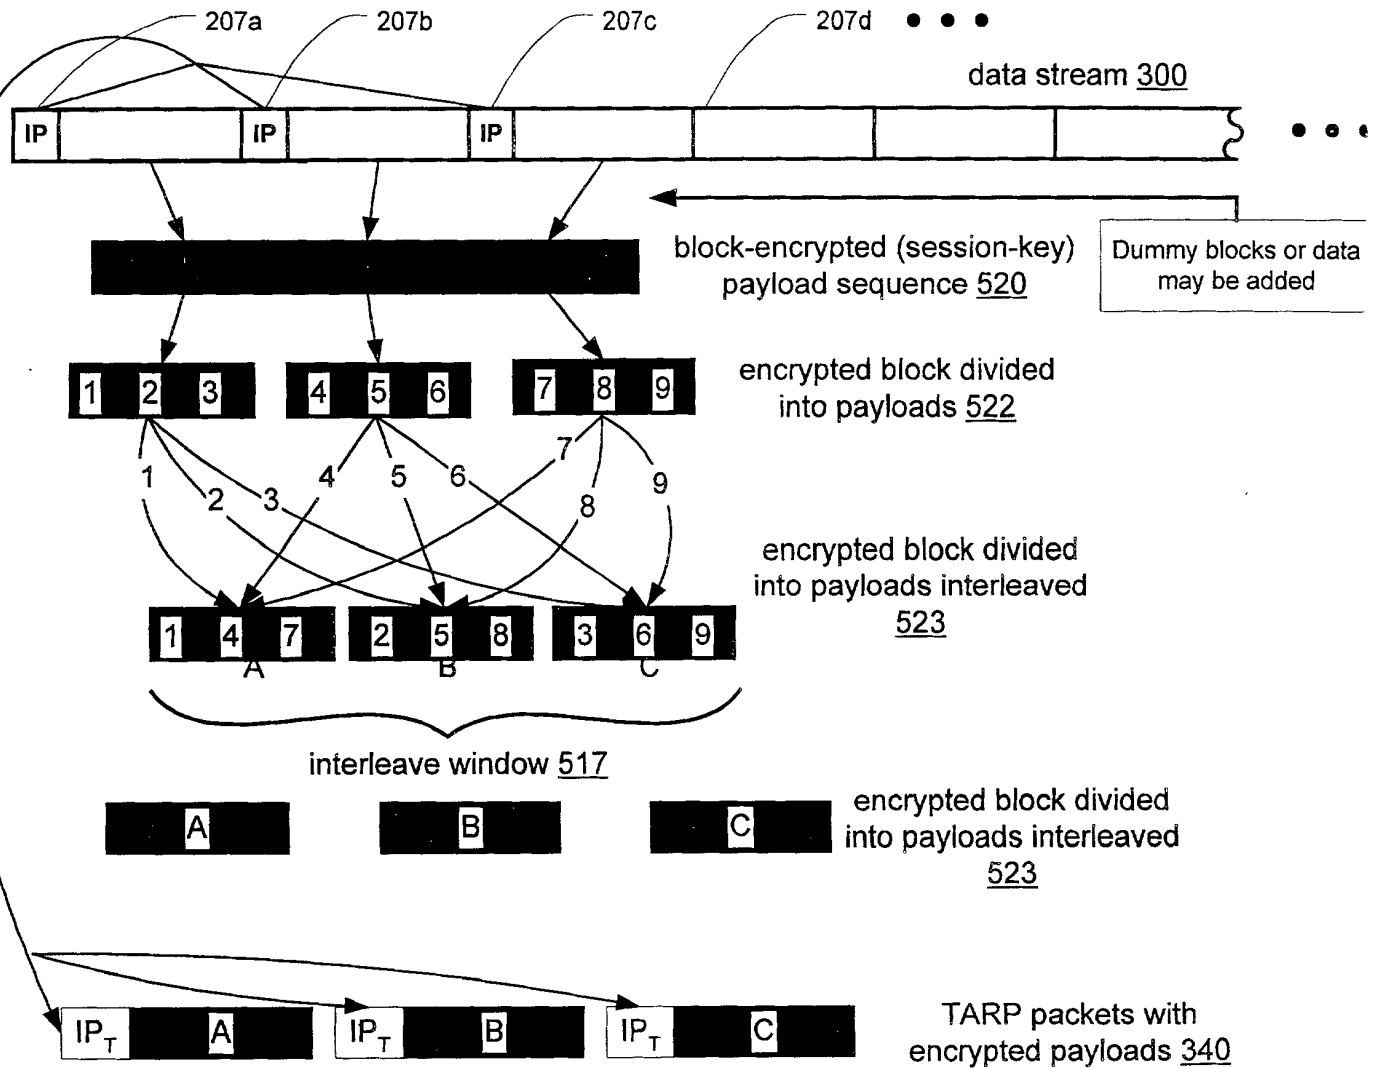 207a 207b 207c 207d
data stream 300
IP IP IP
block-encrypted (session-key)
payload sequence 520
Dummy blocks or data
may be added
1 2 3 4 5 6 7 8 9
encrypted block divided
into payloads 522
1 2 3 4 5 6 7 8 9
encrypted block divided
into payloads interleaved
523
1 4 7 2 5 8 3 6 9
A B C
interleave window 517
A B C
encrypted block divided
into payloads interleaved
523
IPT A IPT B IPT C
TARP packets with
encrypted payloads 340